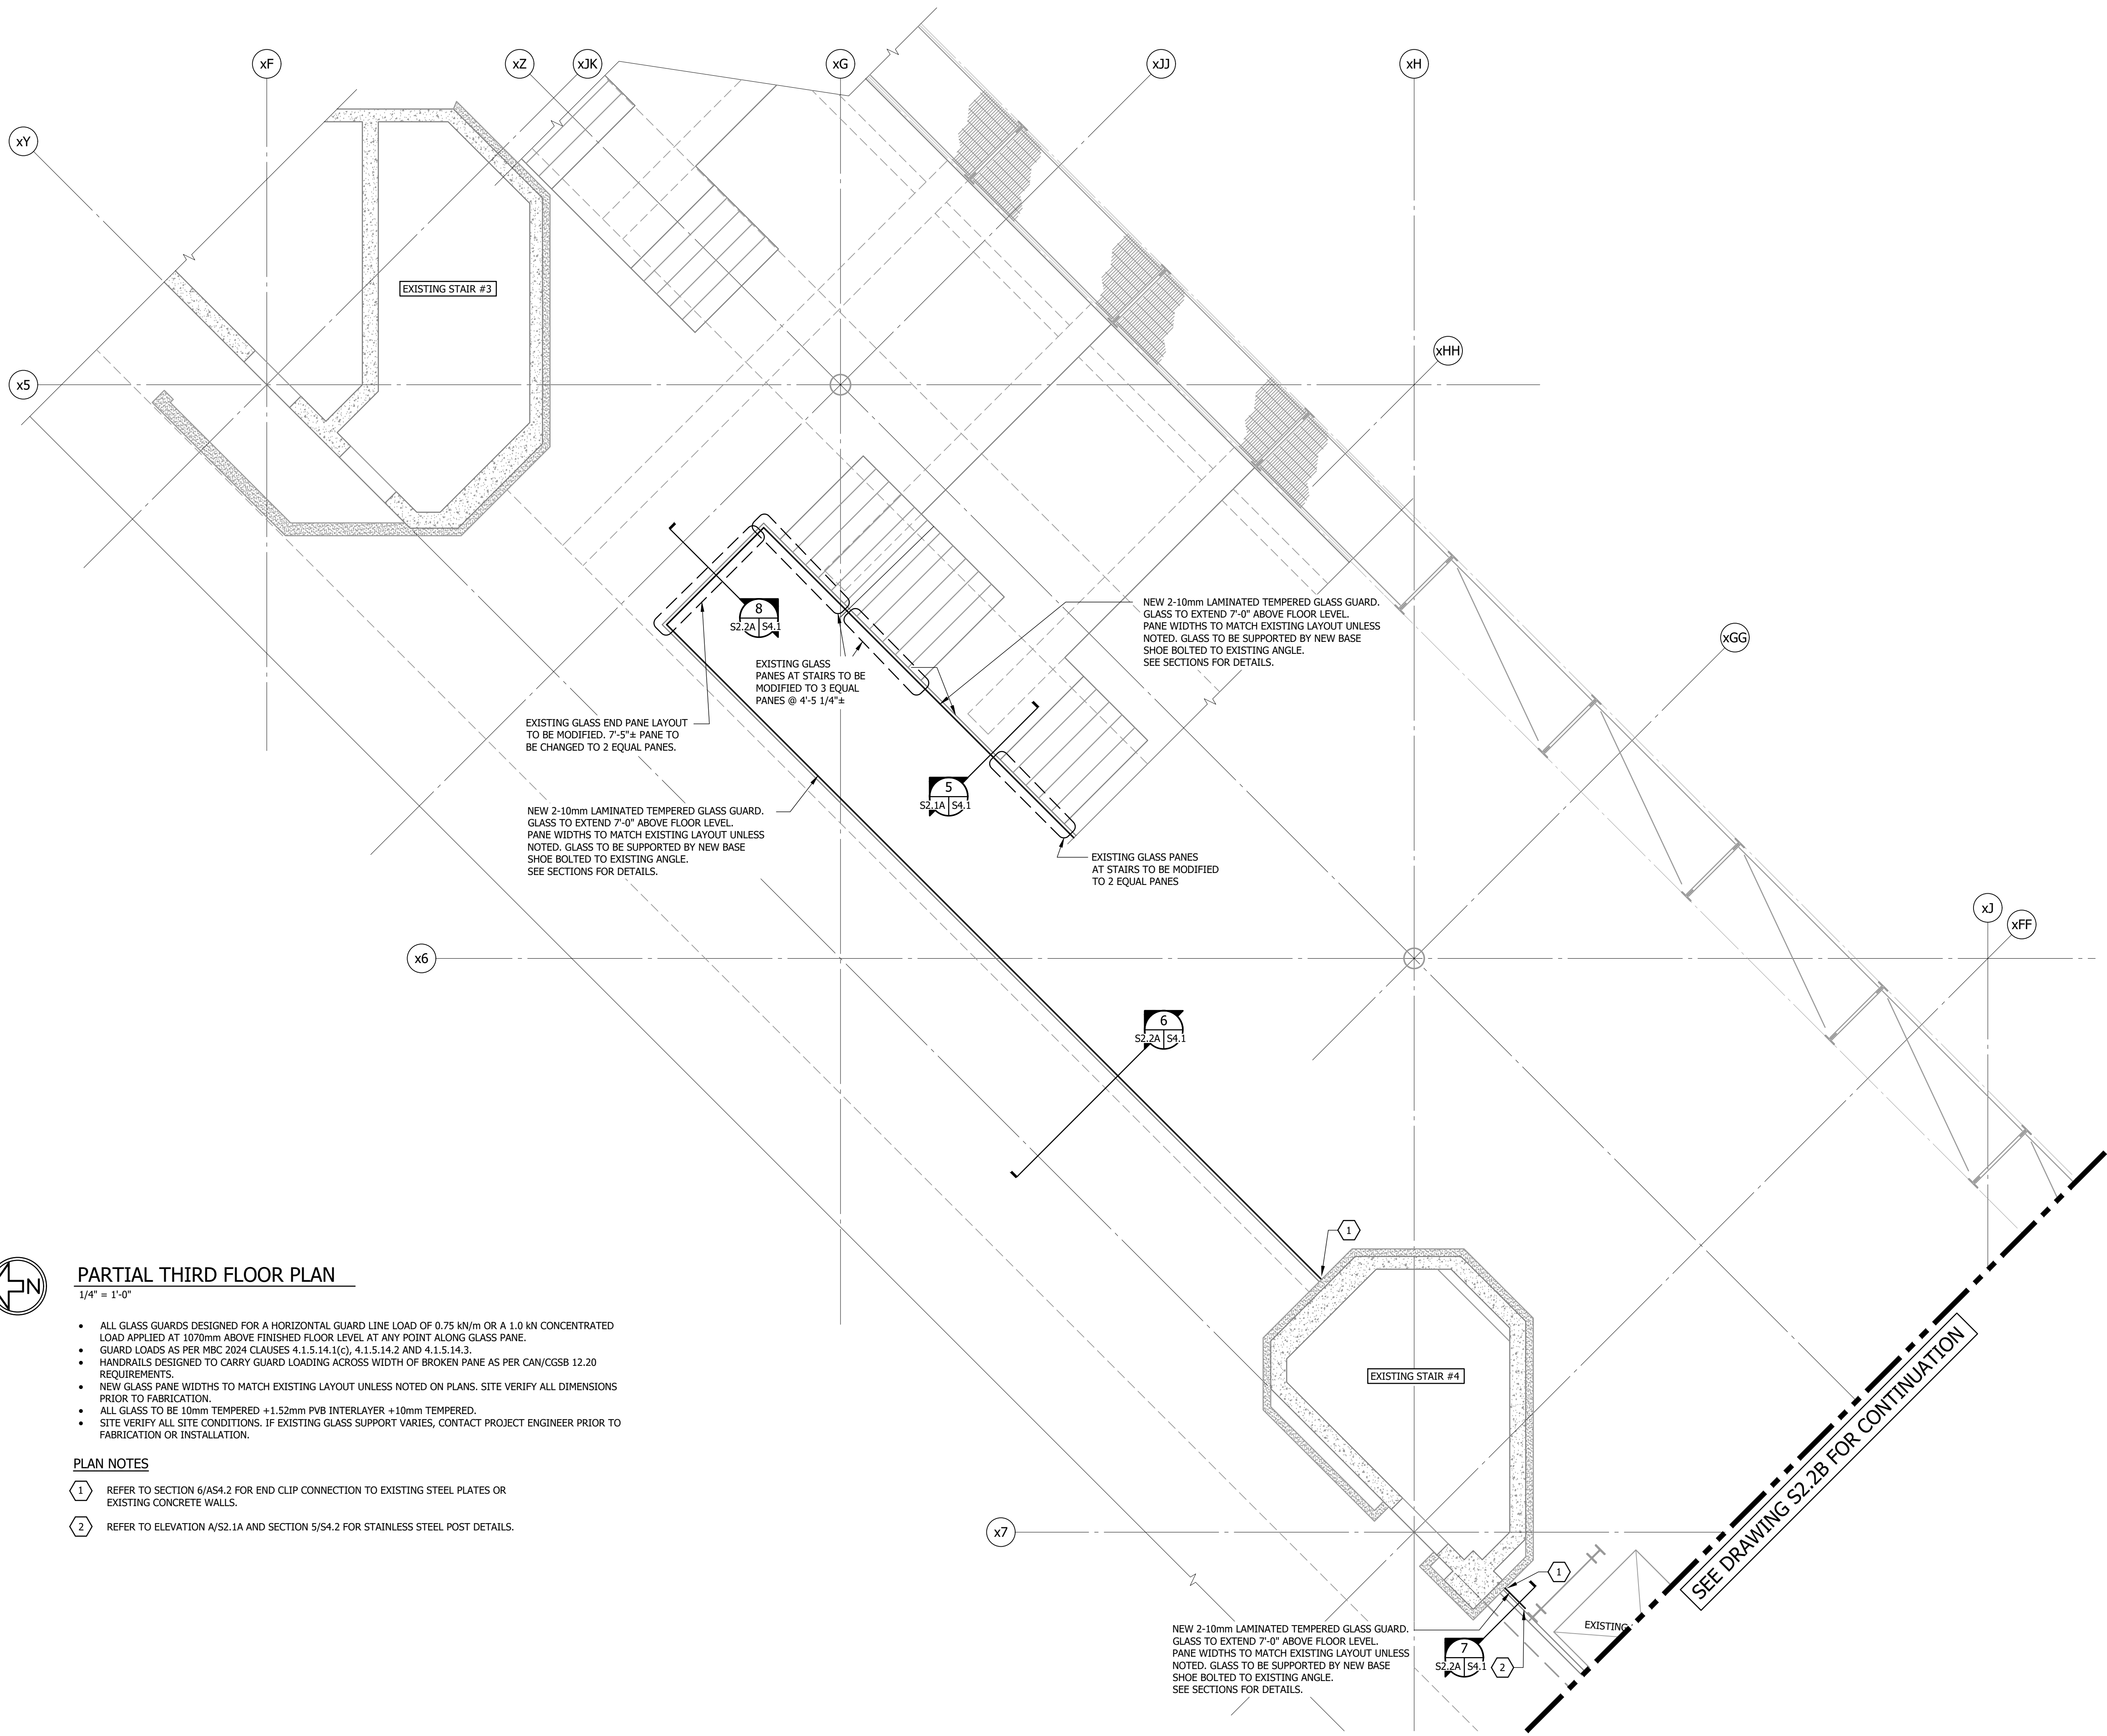 xF
xZ
xJK
xG
xJJ
xH
xY
EXISTING STAIR #3
xHH
x5
8
S2.2A S4.1
NEW 2-10mm LAMINATED TEMPERED GLASS GUARD.
GLASS TO EXTEND 7'-0" ABOVE FLOOR LEVEL.
PANE WIDTHS TO MATCH EXISTING LAYOUT UNLESS
NOTED. GLASS TO BE SUPPORTED BY NEW BASE
SHOE BOLTED TO EXISTING ANGLE.
SEE SECTIONS FOR DETAILS.
xGG
EXISTING GLASS
PANES AT STAIRS TO BE
MODIFIED TO 3 EQUAL
PANES @ 4'-5 1/4"±
EXISTING GLASS END PANE LAYOUT
TO BE MODIFIED. 7'-5"± PANE TO
BE CHANGED TO 2 EQUAL PANES.
5
S2.1A S4.1
NEW 2-10mm LAMINATED TEMPERED GLASS GUARD.
GLASS TO EXTEND 7'-0" ABOVE FLOOR LEVEL.
PANE WIDTHS TO MATCH EXISTING LAYOUT UNLESS
NOTED. GLASS TO BE SUPPORTED BY NEW BASE
SHOE BOLTED TO EXISTING ANGLE.
SEE SECTIONS FOR DETAILS.
EXISTING GLASS PANES
AT STAIRS TO BE MODIFIED
TO 2 EQUAL PANES
xJ
xFF
x6
6
S2.2A S4.1
1
N
PARTIAL THIRD FLOOR PLAN
1/4" = 1'-0"
• ALL GLASS GUARDS DESIGNED FOR A HORIZONTAL GUARD LINE LOAD OF 0.75 kN/m OR A 1.0 kN CONCENTRATED
LOAD APPLIED AT 1070mm ABOVE FINISHED FLOOR LEVEL AT ANY POINT ALONG GLASS PANE.
• GUARD LOADS AS PER MBC 2024 CLAUSES 4.1.5.14.1(c), 4.1.5.14.2 AND 4.1.5.14.3.
• HANDRAILS DESIGNED TO CARRY GUARD LOADING ACROSS WIDTH OF BROKEN PANE AS PER CAN/CGSB 12.20
REQUIREMENTS.
• NEW GLASS PANE WIDTHS TO MATCH EXISTING LAYOUT UNLESS NOTED ON PLANS. SITE VERIFY ALL DIMENSIONS
PRIOR TO FABRICATION.
• ALL GLASS TO BE 10mm TEMPERED +1.52mm PVB INTERLAYER +10mm TEMPERED.
• SITE VERIFY ALL SITE CONDITIONS. IF EXISTING GLASS SUPPORT VARIES, CONTACT PROJECT ENGINEER PRIOR TO
FABRICATION OR INSTALLATION.
PLAN NOTES
1 REFER TO SECTION 6/AS4.2 FOR END CLIP CONNECTION TO EXISTING STEEL PLATES OR
EXISTING CONCRETE WALLS.
2 REFER TO ELEVATION A/S2.1A AND SECTION 5/S4.2 FOR STAINLESS STEEL POST DETAILS.
EXISTING STAIR #4
SEE DRAWING S2.2B FOR CONTINUATION
x7
1
EXISTING
NEW 2-10mm LAMINATED TEMPERED GLASS GUARD.
GLASS TO EXTEND 7'-0" ABOVE FLOOR LEVEL.
PANE WIDTHS TO MATCH EXISTING LAYOUT UNLESS
NOTED. GLASS TO BE SUPPORTED BY NEW BASE
SHOE BOLTED TO EXISTING ANGLE.
SEE SECTIONS FOR DETAILS.
7
S2.2A S4.1
2